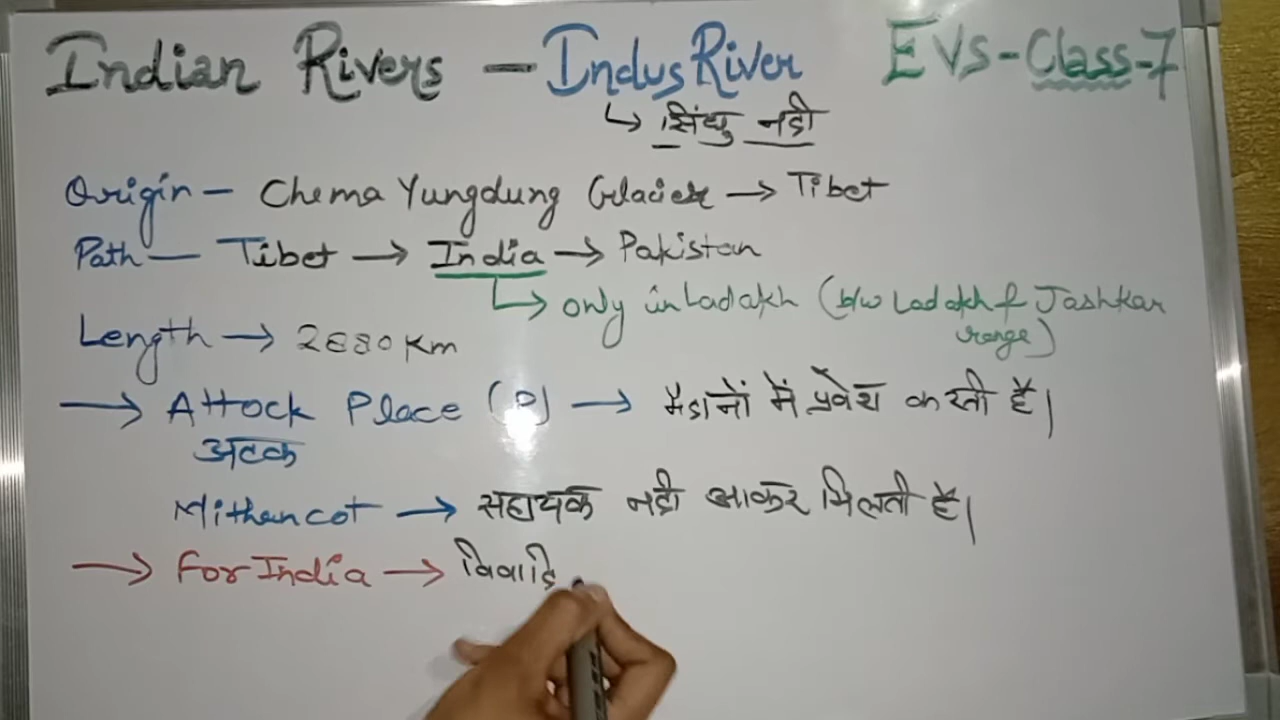 Indian Rivers - Indus River EVS-Class-7
↳ सिंधु नदी
Origin - Chema Yungdung Glacier → Tibet
Path - Tibet → India → Pakistan
↳ only in Ladakh (b/w Ladakh & Jashkar
range)
Length → 2880 Km
→ Attock Place (P) → मैदानों में प्रवेश करती हैं।
अटक
Mithancot → सहायक नदी आकर मिलती हैं।
→ For India → विवादि